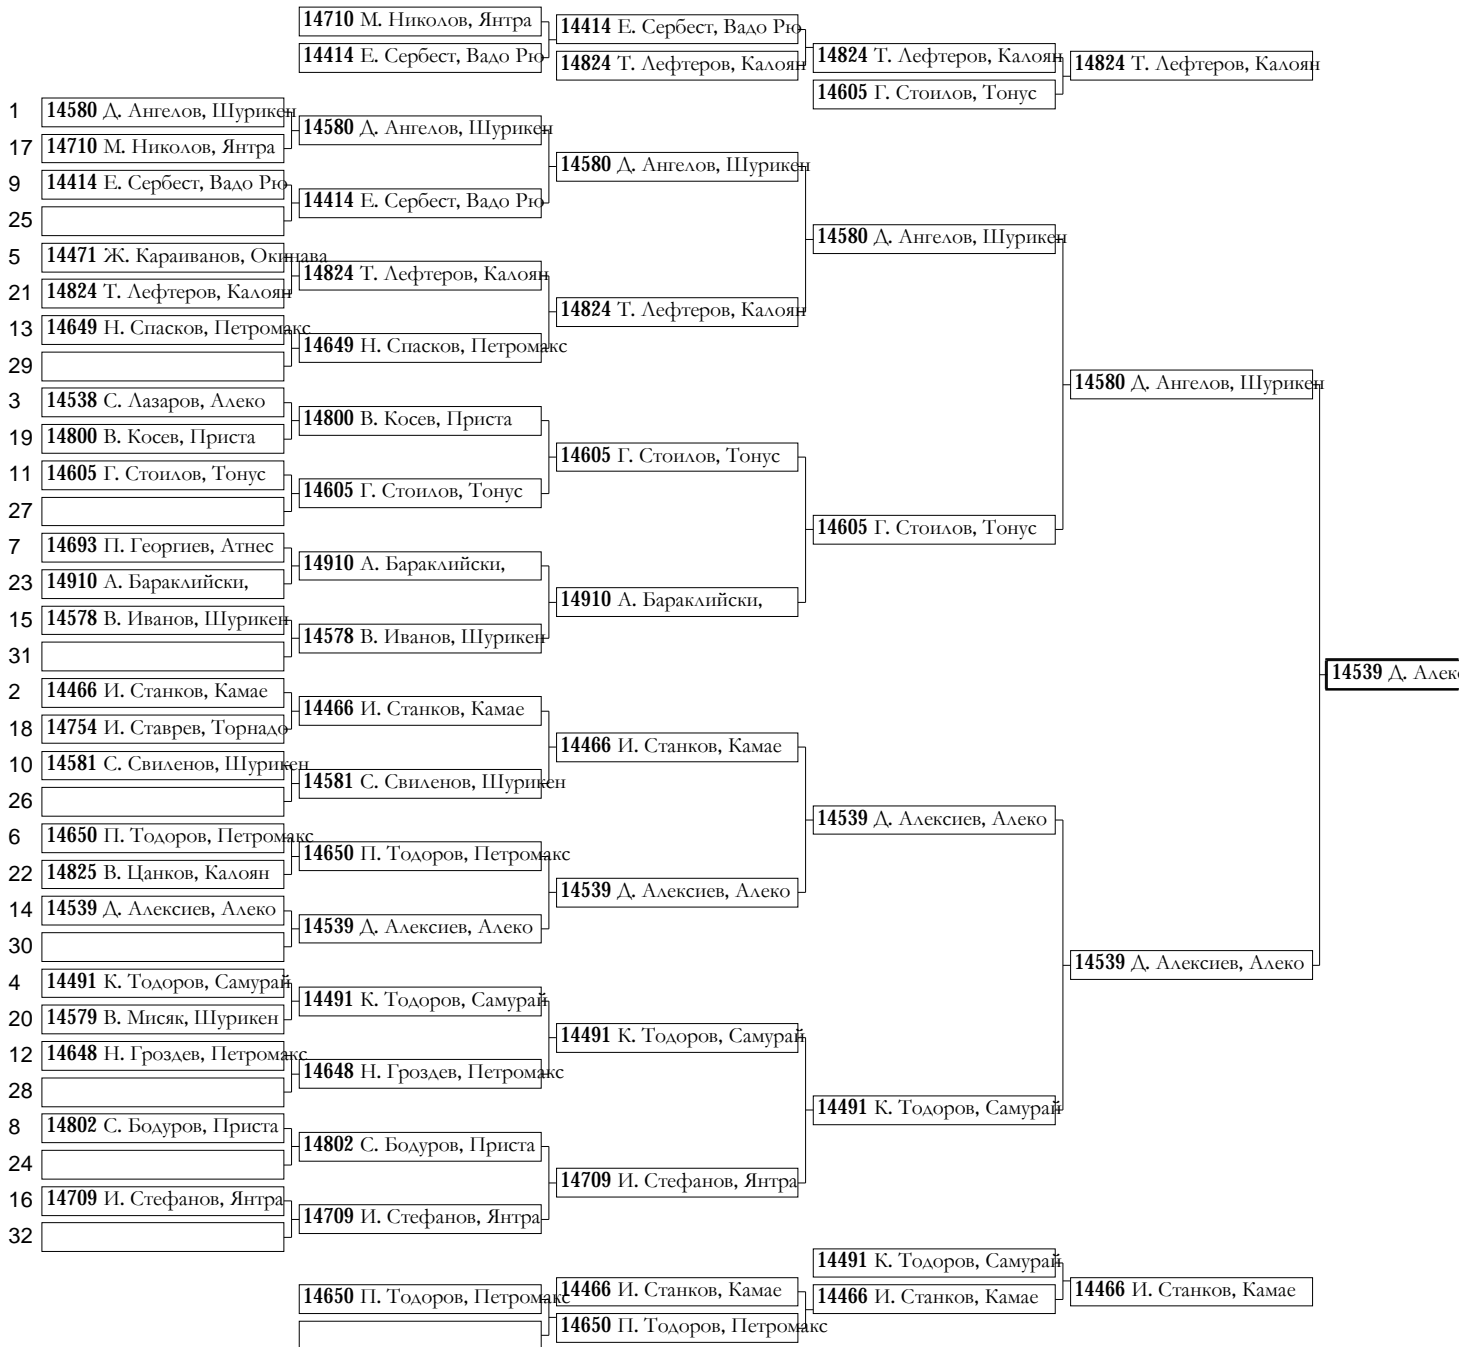 14710 М. Николов, Янтра
14414 Е. Сербест, Вадо Рю
14414 Е. Сербест, Вадо Рю
14824 Т. Лефтеров, Калоян
14824 Т. Лефтеров, Калоян
14605 Г. Стоилов, Тонус
14824 Т. Лефтеров, Калоян
1 14580 Д. Ангелов, Шурикен
17 14710 М. Николов, Янтра
9 14414 Е. Сербест, Вадо Рю
25
5 14471 Ж. Караиванов, Окинава
21 14824 Т. Лефтеров, Калоян
13 14649 Н. Спасков, Петромакс
29
3 14538 С. Лазаров, Алеко
19 14800 В. Косев, Приста
11 14605 Г. Стоилов, Тонус
27
7 14693 П. Георгиев, Атнес
23 14910 А. Бараклийски,
15 14578 В. Иванов, Шурикен
31
2 14466 И. Станков, Камае
18 14754 И. Ставрев, Торнадо
10 14581 С. Свиленов, Шурикен
26
6 14650 П. Тодоров, Петромакс
22 14825 В. Цанков, Калоян
14 14539 Д. Алексиев, Алеко
30
4 14491 К. Тодоров, Самурай
20 14579 В. Мисяк, Шурикен
12 14648 Н. Гроздев, Петромакс
28
8 14802 С. Бодуров, Приста
24
16 14709 И. Стефанов, Янтра
32
14580 Д. Ангелов, Шурикен
14414 Е. Сербест, Вадо Рю
14824 Т. Лефтеров, Калоян
14649 Н. Спасков, Петромакс
14800 В. Косев, Приста
14605 Г. Стоилов, Тонус
14910 А. Бараклийски,
14578 В. Иванов, Шурикен
14466 И. Станков, Камае
14581 С. Свиленов, Шурикен
14650 П. Тодоров, Петромакс
14539 Д. Алексиев, Алеко
14491 К. Тодоров, Самурай
14648 Н. Гроздев, Петромакс
14802 С. Бодуров, Приста
14709 И. Стефанов, Янтра
14580 Д. Ангелов, Шурикен
14824 Т. Лефтеров, Калоян
14605 Г. Стоилов, Тонус
14910 А. Бараклийски,
14466 И. Станков, Камае
14539 Д. Алексиев, Алеко
14491 К. Тодоров, Самурай
14709 И. Стефанов, Янтра
14580 Д. Ангелов, Шурикен
14605 Г. Стоилов, Тонус
14539 Д. Алексиев, Алеко
14491 К. Тодоров, Самурай
14580 Д. Ангелов, Шурикен
14539 Д. Алексиев, Алеко
14539 Д.
14650 П. Тодоров, Петромакс
14466 И. Станков, Камае
14650 П. Тодоров, Петромакс
14491 К. Тодоров, Самурай
14466 И. Станков, Камае
14466 И. Станков, Камае